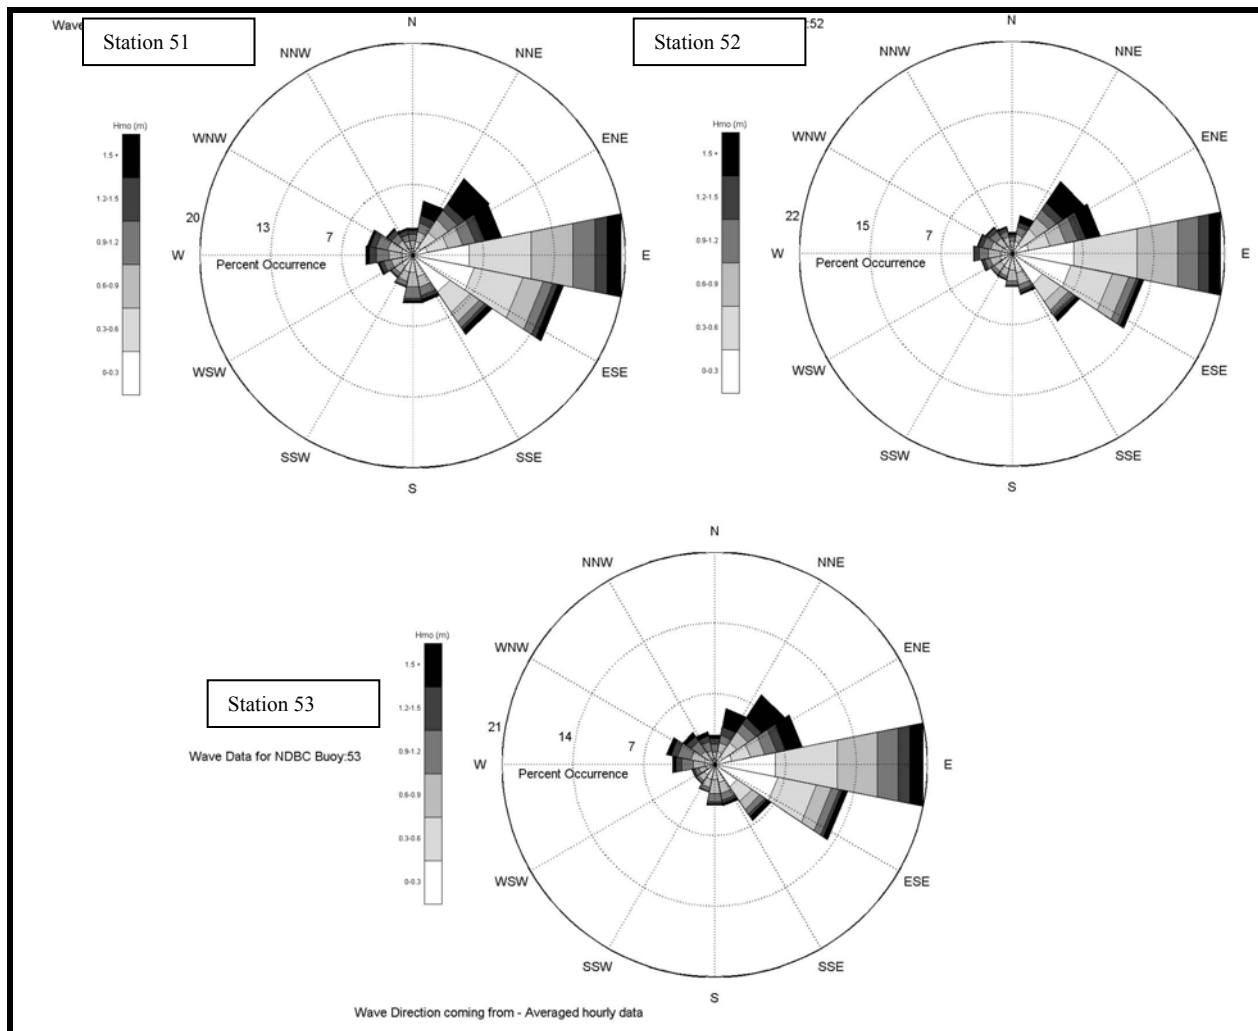 Wave
Station 51
N
NNW
NNE
WNW
ENE
W
E
WSW
ESE
SSW
SSE
S
20
13
7
Percent Occurrence
Hmo (m)
1.5 +
1.2-1.5
0.9-1.2
0.6-0.9
0.3-0.6
0-0.3
Station 52
:52
N
NNW
NNE
WNW
ENE
W
E
WSW
ESE
SSW
SSE
S
22
15
7
Percent Occurrence
Hmo (m)
1.5 +
1.2-1.5
0.9-1.2
0.6-0.9
0.3-0.6
0-0.3
Station 53
Wave Data for NDBC Buoy:53
N
NNW
NNE
WNW
ENE
W
E
WSW
ESE
SSW
SSE
S
21
14
7
Percent Occurrence
Hmo (m)
1.5 +
1.2-1.5
0.9-1.2
0.6-0.9
0.3-0.6
0-0.3
Wave Direction coming from - Averaged hourly data